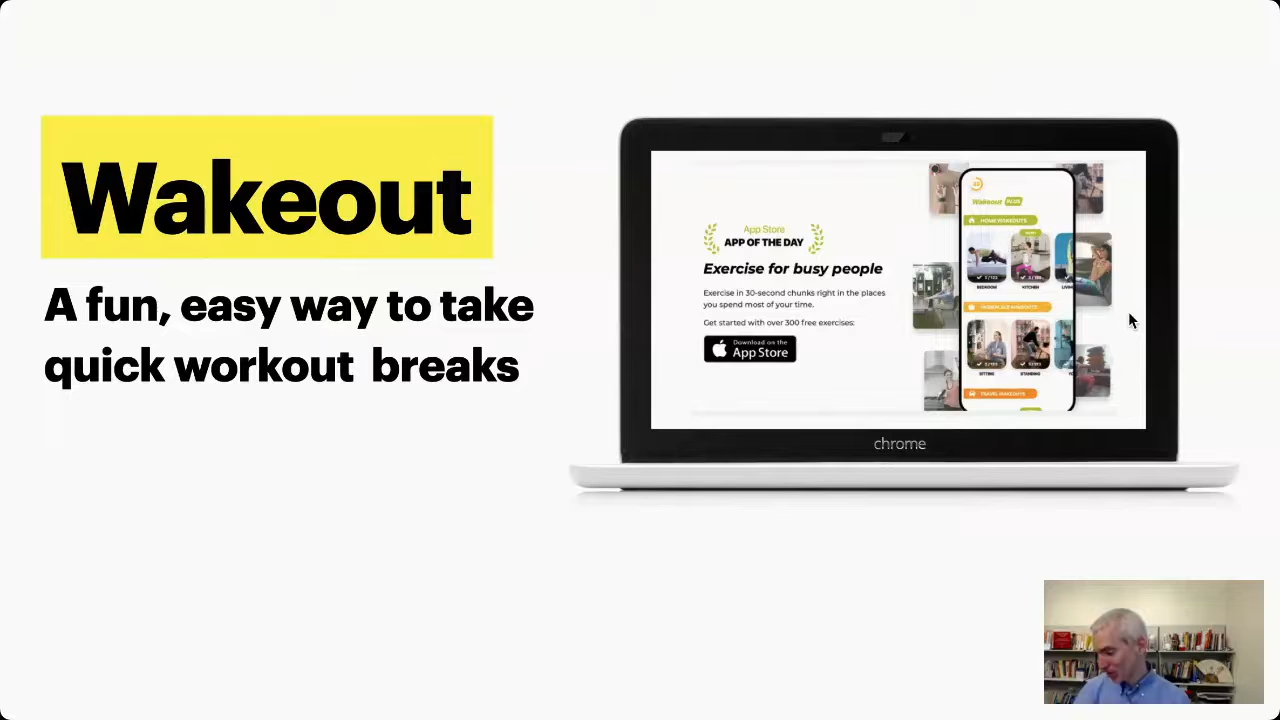 Wakeout
A fun, easy way to take
quick workout breaks
App Store
APP OF THE DAY
Exercise for busy people
Exercise in 30-second chunks right in the places
you spend most of your time.
Get started with over 300 free exercises:
Download on the
App Store
Wakeout PLUS
HOME WAKEOUTS
BEDROOM
KITCHEN
SITTING
STANDING
TRAVEL WAKEOUTS
chrome